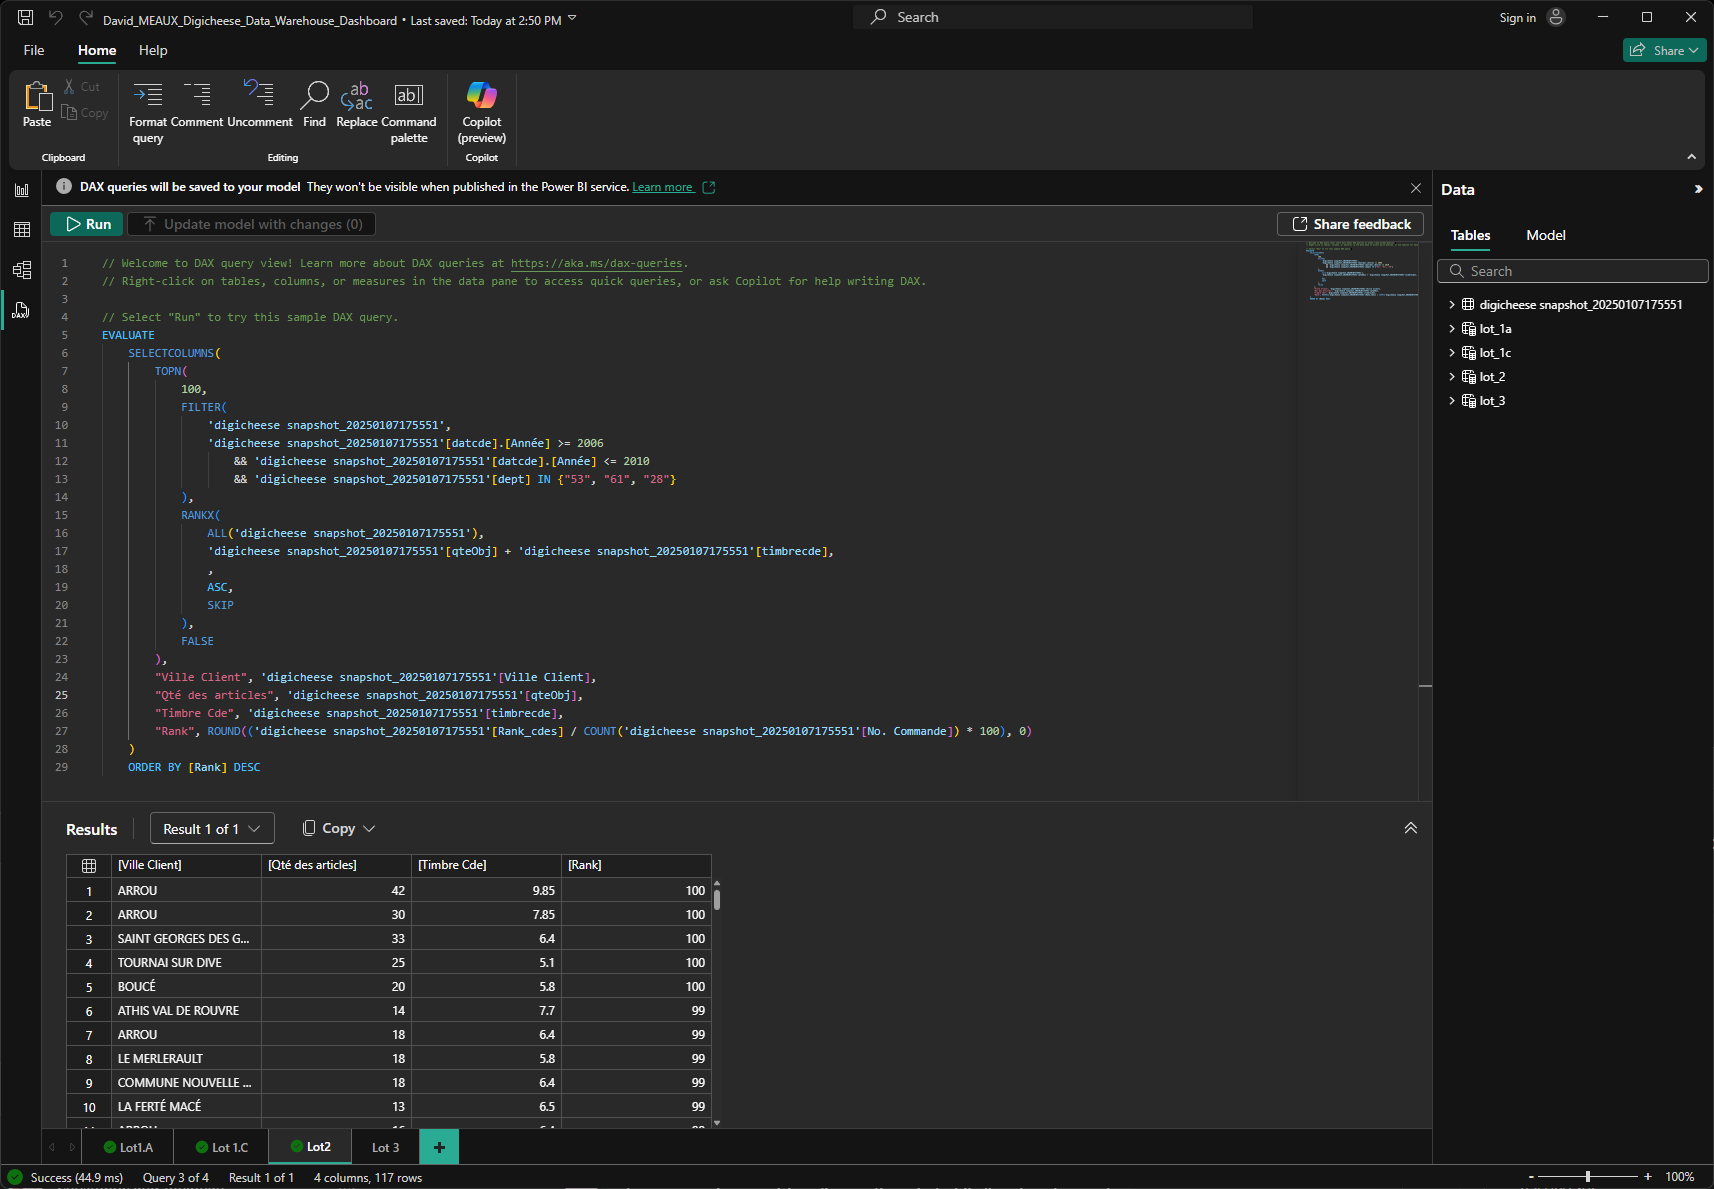 David_MEAUX_Digicheese_Data_Warehouse_Dashboard • Last saved: Today at 2:50 PM
Search
Sign in
File Home Help
Share
Paste
Cut
Copy
Format query
Comment
Uncomment
Find
Replace
Command palette
Copilot (preview)
Clipboard
Editing
Copilot
DAX queries will be saved to your model They won't be visible when published in the Power BI service. Learn more
Run
Update model with changes (0)
Share feedback
1 // Welcome to DAX query view! Learn more about DAX queries at https://aka.ms/dax-queries.
2 // Right-click on tables, columns, or measures in the data pane to access quick queries, or ask Copilot for help writing DAX.
3
4 // Select "Run" to try this sample DAX query.
5 EVALUATE
6 SELECTCOLUMNS(
7 TOPN(
8 100,
9 FILTER(
10 'digicheese snapshot_20250107175551',
11 'digicheese snapshot_20250107175551'[datcde].[Année] >= 2006
12 && 'digicheese snapshot_20250107175551'[datcde].[Année] <= 2010
13 && 'digicheese snapshot_20250107175551'[dept] IN {"53", "61", "28"}
14 ),
15 RANKX(
16 ALL('digicheese snapshot_20250107175551'),
17 'digicheese snapshot_20250107175551'[qteObj] + 'digicheese snapshot_20250107175551'[timbrecde],
18 ,
19 ASC,
20 SKIP
21 ),
22 FALSE
23 ),
24 "Ville Client", 'digicheese snapshot_20250107175551'[Ville Client],
25 "Qté des articles", 'digicheese snapshot_20250107175551'[qteObj],
26 "Timbre Cde", 'digicheese snapshot_20250107175551'[timbrecde],
27 "Rank", ROUND(('digicheese snapshot_20250107175551'[Rank_cdes] / COUNT('digicheese snapshot_20250107175551'[No. Commande]) * 100), 0)
28 )
29 ORDER BY [Rank] DESC
Data
Tables Model
Search
digicheese snapshot_20250107175551
lot_1a
lot_1c
lot_2
lot_3
Results
Result 1 of 1
Copy
[Ville Client] [Qté des articles] [Timbre Cde] [Rank]
1 ARROU 42 9.85 100
2 ARROU 30 7.85 100
3 SAINT GEORGES DES G... 33 6.4 100
4 TOURNAI SUR DIVE 25 5.1 100
5 BOUCÉ 20 5.8 100
6 ATHIS VAL DE ROUVRE 14 7.7 99
7 ARROU 18 6.4 99
8 LE MERLERAULT 18 5.8 99
9 COMMUNE NOUVELLE ... 18 6.4 99
10 LA FERTÉ MACÉ 13 6.5 99
Lot1.A Lot 1.C Lot2 Lot 3 +
Success (44.9 ms) Query 3 of 4 Result 1 of 1 4 columns, 117 rows
- + 100%